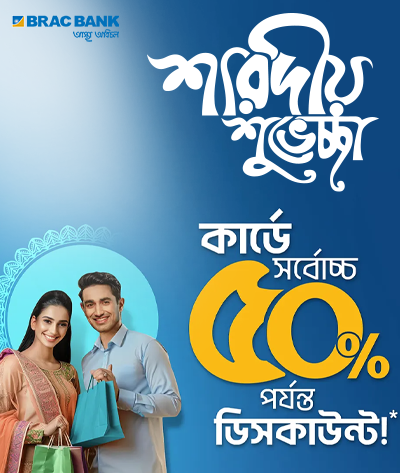 BRAC BANK
আস্থা অবিচল
শারদীয়
শুভেচ্ছা
কার্ডে
সর্বোচ্চ
৫০%
পর্যন্ত
ডিসকাউন্ট!*